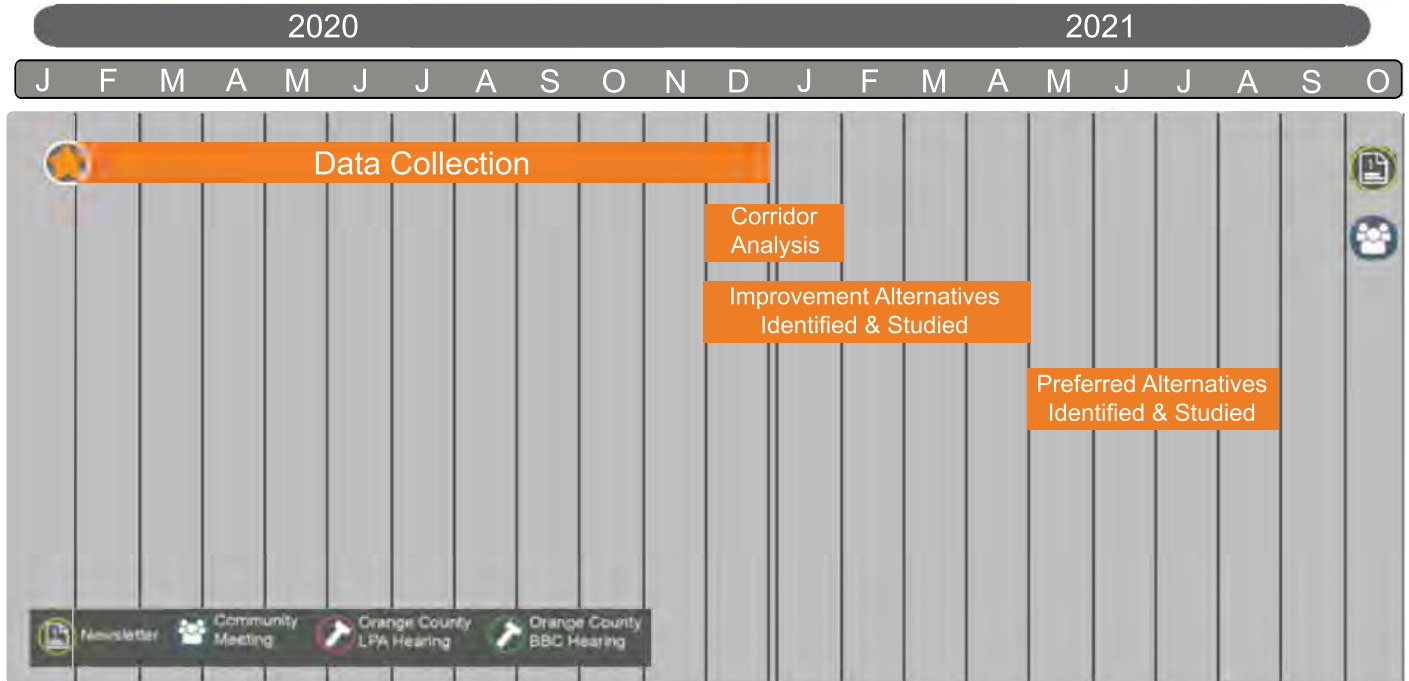 2020 2021
J F M A M J J A S O N D J F M A M J J A S O
Data Collection
1
Corridor
Analysis
Improvement Alternatives
Identified & Studied
Preferred Alternatives
Identified & Studied
Newsletter
Community
Meeting
Orange County
LPA Hearing
Orange County
BBC Hearing